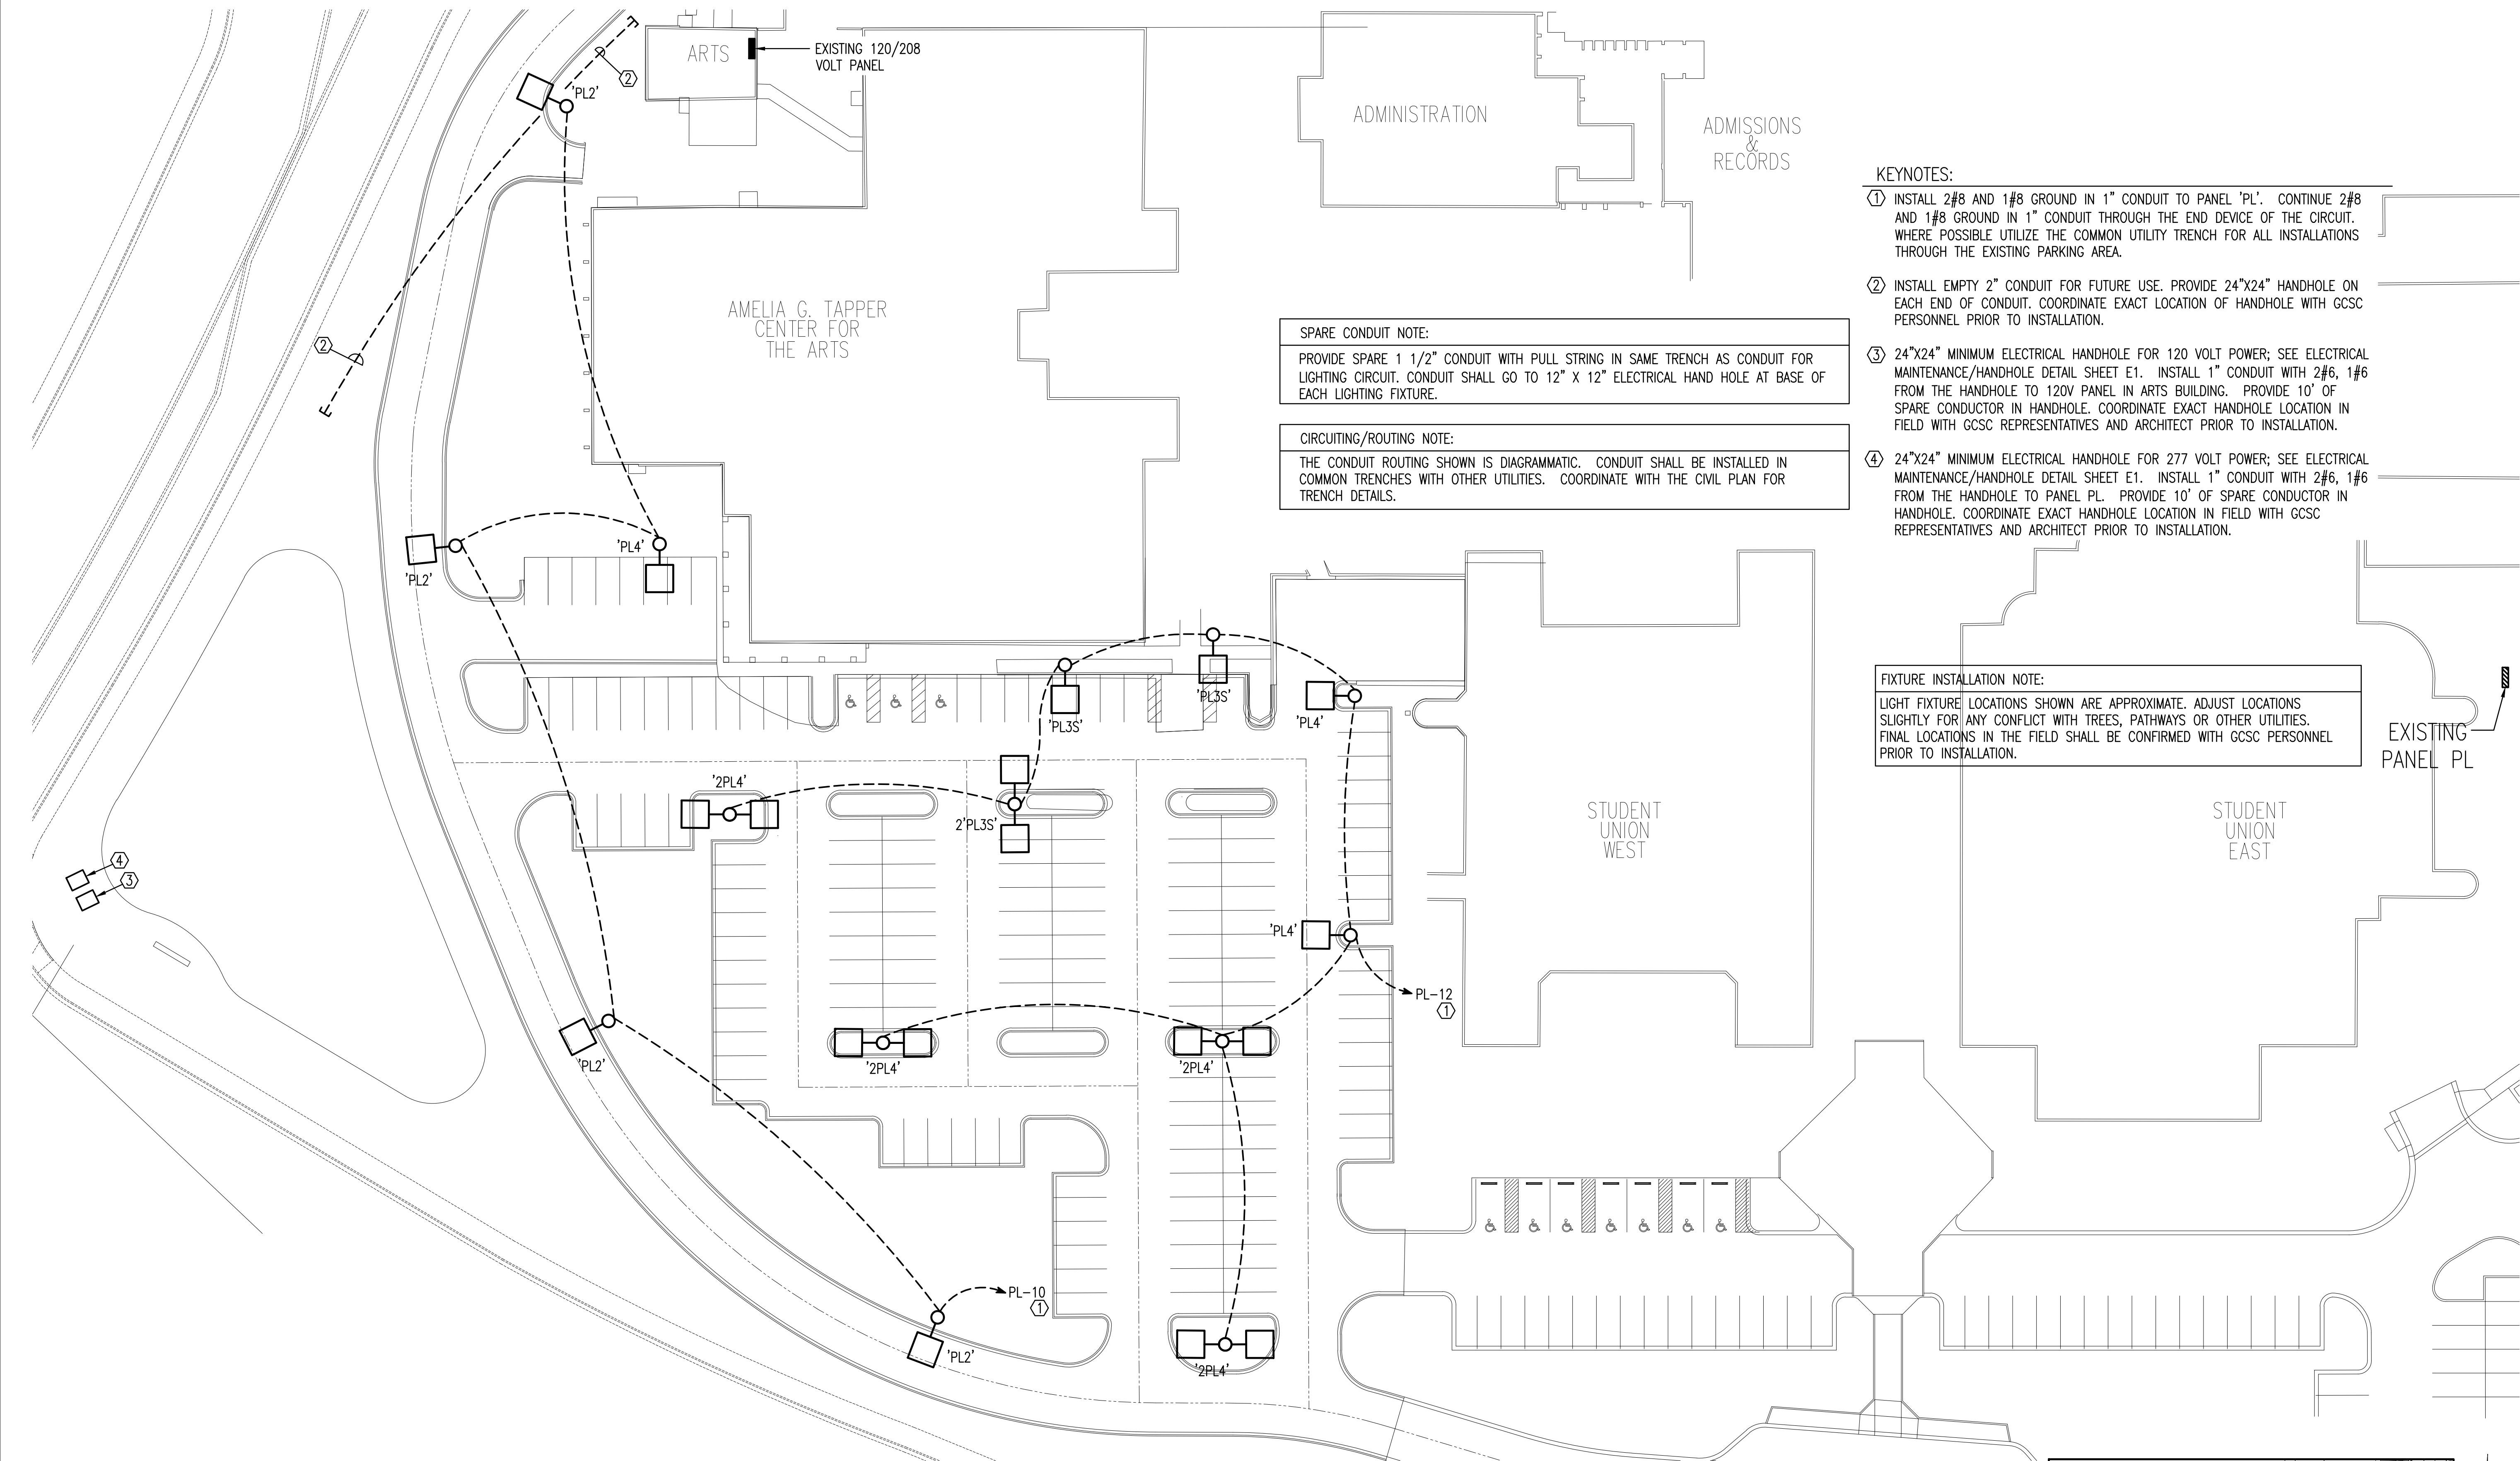 ARTS
EXISTING 120/208
VOLT PANEL
2
'PL2'
ADMINISTRATION
ADMISSIONS
&
RECORDS
KEYNOTES:
1 INSTALL 2#8 AND 1#8 GROUND IN 1" CONDUIT TO PANEL 'PL'. CONTINUE 2#8
AND 1#8 GROUND IN 1" CONDUIT THROUGH THE END DEVICE OF THE CIRCUIT.
WHERE POSSIBLE UTILIZE THE COMMON UTILITY TRENCH FOR ALL INSTALLATIONS
THROUGH THE EXISTING PARKING AREA.
2 INSTALL EMPTY 2" CONDUIT FOR FUTURE USE. PROVIDE 24"X24" HANDHOLE ON
EACH END OF CONDUIT. COORDINATE EXACT LOCATION OF HANDHOLE WITH GCSC
PERSONNEL PRIOR TO INSTALLATION.
3 24"X24" MINIMUM ELECTRICAL HANDHOLE FOR 120 VOLT POWER; SEE ELECTRICAL
MAINTENANCE/HANDHOLE DETAIL SHEET E1. INSTALL 1" CONDUIT WITH 2#6, 1#6
FROM THE HANDHOLE TO 120V PANEL IN ARTS BUILDING. PROVIDE 10' OF
SPARE CONDUCTOR IN HANDHOLE. COORDINATE EXACT HANDHOLE LOCATION IN
FIELD WITH GCSC REPRESENTATIVES AND ARCHITECT PRIOR TO INSTALLATION.
4 24"X24" MINIMUM ELECTRICAL HANDHOLE FOR 277 VOLT POWER; SEE ELECTRICAL
MAINTENANCE/HANDHOLE DETAIL SHEET E1. INSTALL 1" CONDUIT WITH 2#6, 1#6
FROM THE HANDHOLE TO PANEL PL. PROVIDE 10' OF SPARE CONDUCTOR IN
HANDHOLE. COORDINATE EXACT HANDHOLE LOCATION IN FIELD WITH GCSC
REPRESENTATIVES AND ARCHITECT PRIOR TO INSTALLATION.
AMELIA G. TAPPER
CENTER FOR
THE ARTS
2
SPARE CONDUIT NOTE:
PROVIDE SPARE 1 1/2" CONDUIT WITH PULL STRING IN SAME TRENCH AS CONDUIT FOR
LIGHTING CIRCUIT. CONDUIT SHALL GO TO 12" X 12" ELECTRICAL HAND HOLE AT BASE OF
EACH LIGHTING FIXTURE.
CIRCUITING/ROUTING NOTE:
THE CONDUIT ROUTING SHOWN IS DIAGRAMMATIC. CONDUIT SHALL BE INSTALLED IN
COMMON TRENCHES WITH OTHER UTILITIES. COORDINATE WITH THE CIVIL PLAN FOR
TRENCH DETAILS.
'PL4'
'PL2'
'PL3S'
'PL3S'
'PL4'
FIXTURE INSTALLATION NOTE:
LIGHT FIXTURE LOCATIONS SHOWN ARE APPROXIMATE. ADJUST LOCATIONS
SLIGHTLY FOR ANY CONFLICT WITH TREES, PATHWAYS OR OTHER UTILITIES.
FINAL LOCATIONS IN THE FIELD SHALL BE CONFIRMED WITH GCSC PERSONNEL
PRIOR TO INSTALLATION.
EXISTING
PANEL PL
'2PL4'
2'PL3S'
STUDENT
UNION
WEST
STUDENT
UNION
EAST
4
3
'PL4'
PL-12
1
'PL2'
'2PL4'
'2PL4'
PL-10
1
'PL2'
'2PL4'